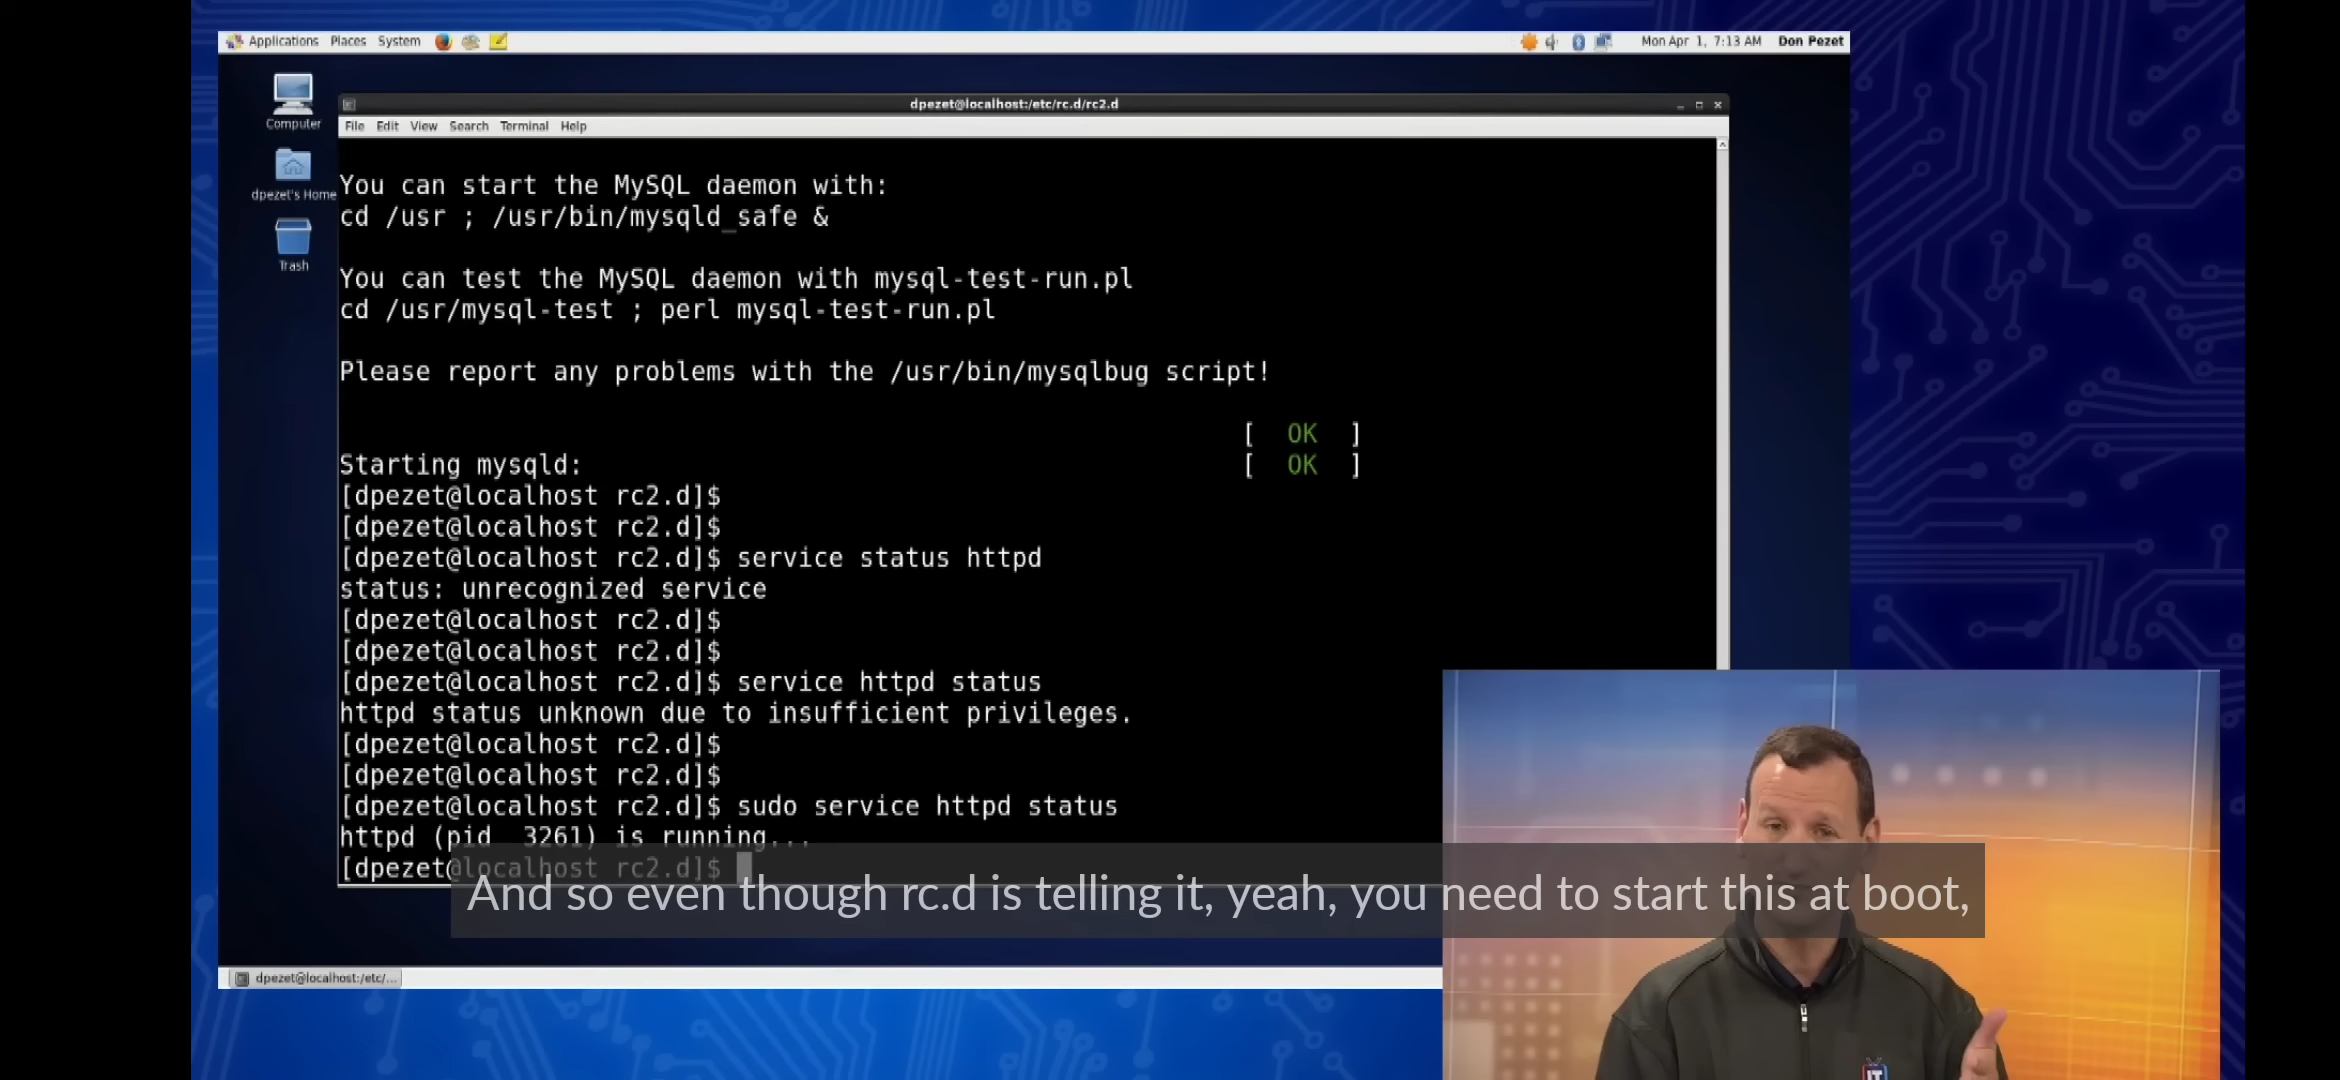 Applications Places System
Mon Apr 1, 7:13 AM Don Pezet
Computer
dpezet's Home
Trash
dpezet@localhost:/etc/rc.d/rc2.d
File Edit View Search Terminal Help
You can start the MySQL daemon with:
cd /usr ; /usr/bin/mysqld_safe &
You can test the MySQL daemon with mysql-test-run.pl
cd /usr/mysql-test ; perl mysql-test-run.pl
Please report any problems with the /usr/bin/mysqlbug script!
[ OK ]
Starting mysqld: [ OK ]
[dpezet@localhost rc2.d]$
[dpezet@localhost rc2.d]$
[dpezet@localhost rc2.d]$ service status httpd
status: unrecognized service
[dpezet@localhost rc2.d]$
[dpezet@localhost rc2.d]$
[dpezet@localhost rc2.d]$ service httpd status
httpd status unknown due to insufficient privileges.
[dpezet@localhost rc2.d]$
[dpezet@localhost rc2.d]$
[dpezet@localhost rc2.d]$ sudo service httpd status
httpd (pid 3261) is running...
[dpezet@localhost rc2.d]$
And so even though rc.d is telling it, yeah, you need to start this at boot,
dpezet@localhost:/etc/...
IT